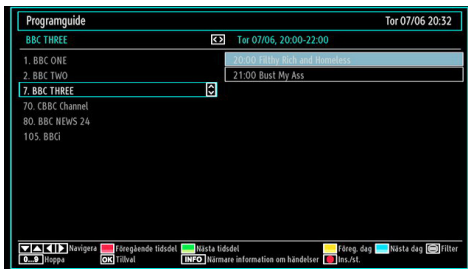 Programguide Tor 07/06 20:32
BBC THREE Tor 07/06, 20:00-22:00
1. BBC ONE 20:00 Filthy Rich and Homeless
2. BBC TWO 21:00 Bust My Ass
7. BBC THREE
70. CBBC Channel
80. BBC NEWS 24
105. BBCi
Navigera Föregående tidsdel Nästa tidsdel Föreg. dag Nästa dag Filter
0...9 Hoppa OK Tillval INFO Närmare information om händelser Ins./st.